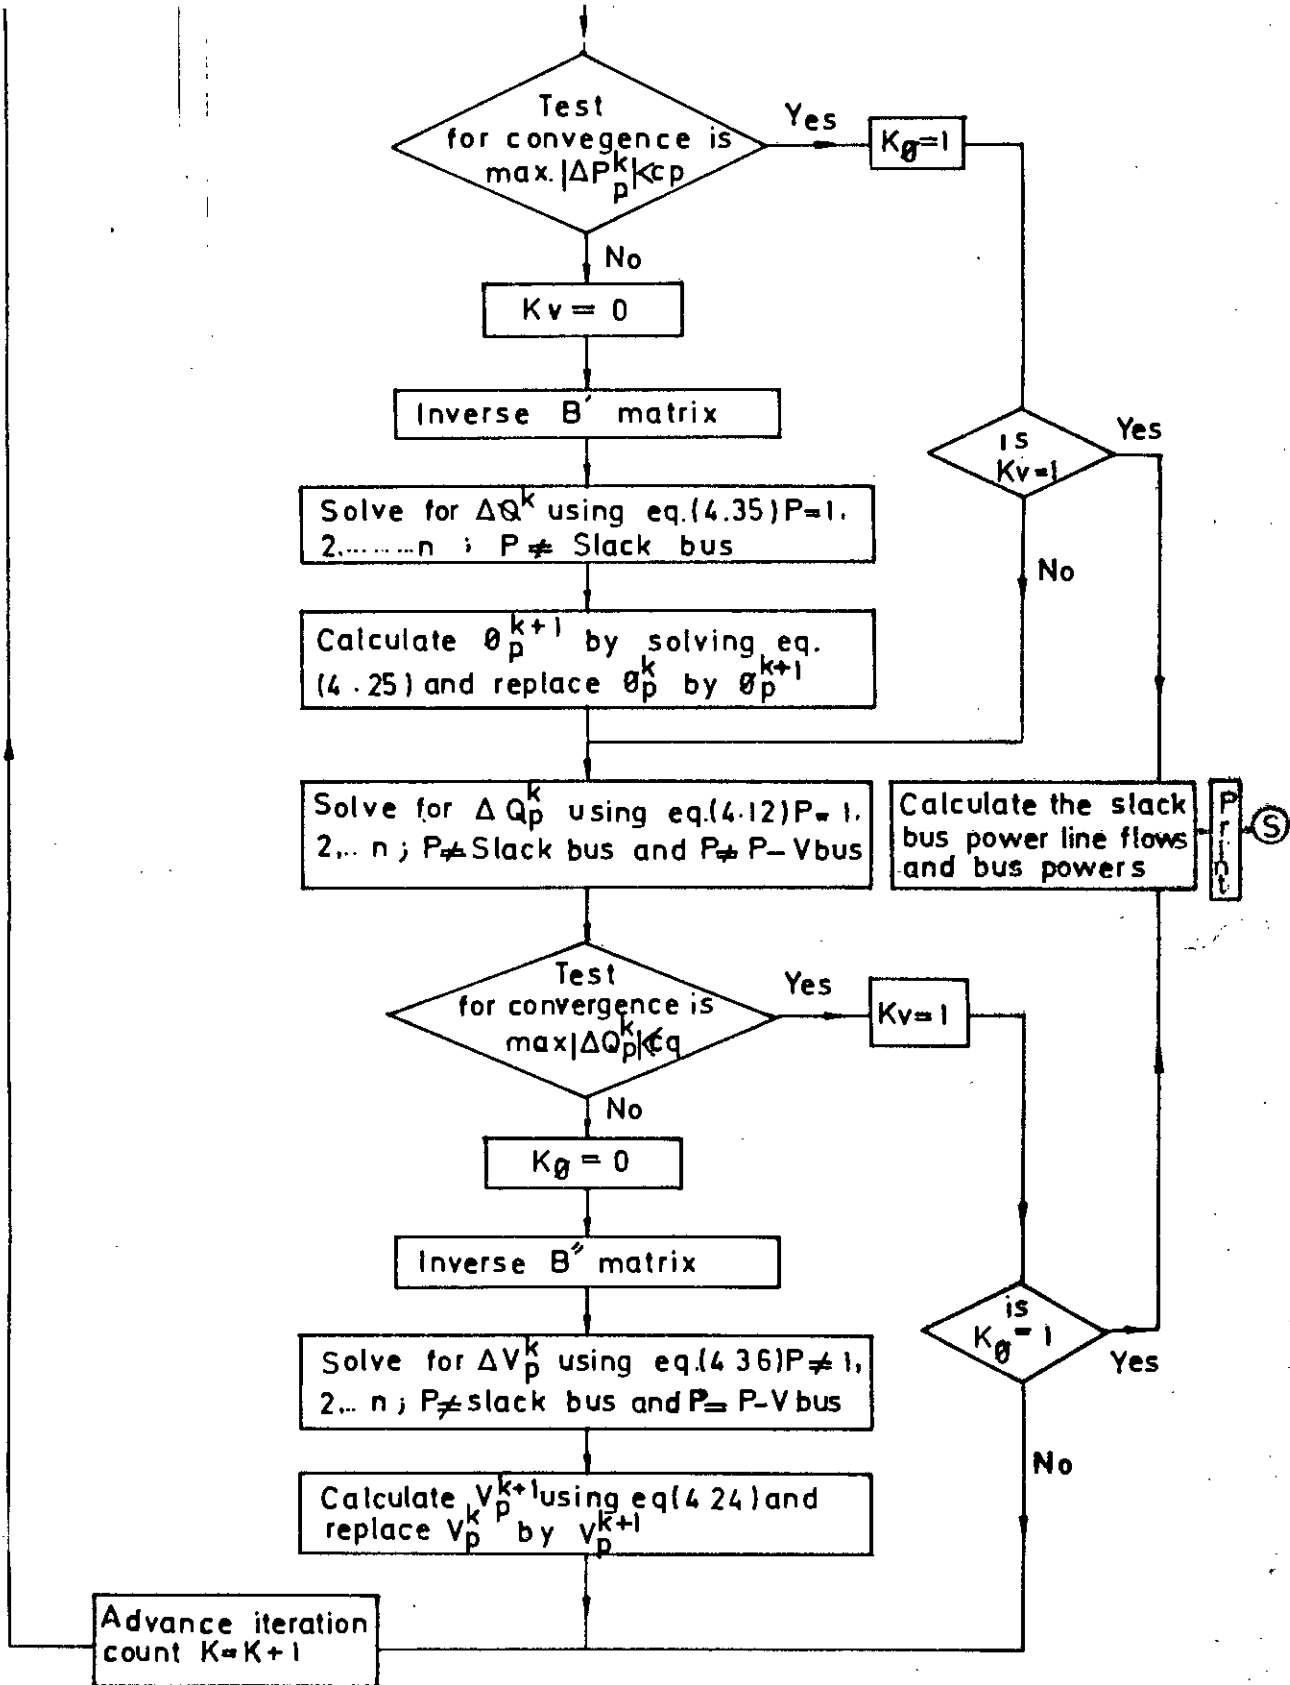 Test
for convegence is
max.|ΔP_p^k|<cp
Yes
Kθ=1
No
Kv = 0
Inverse B′ matrix
is
Kv=1
Yes
Solve for Δθ^k using eq.(4.35)P=1,
2,........n ; P ≠ Slack bus
No
Calculate θ_p^{k+1} by solving eq.
(4.25) and replace θ_p^k by θ_p^{k+1}
Solve for ΔQ_p^k using eq.(4.12)P=1,
2,.. n ; P≠Slack bus and P≠ P-V bus
Calculate the slack
bus power line flows
and bus powers
Print
S
Test
for convergence is
max|ΔQ_p^k|<cq
Yes
Kv=1
No
Kθ = 0
Inverse B″ matrix
is
Kθ = 1
Yes
Solve for ΔV_p^k using eq.(4 36)P≠1,
2,.. n ; P≠slack bus and P= P-V bus
No
Calculate V_p^{k+1} using eq(4 24) and
replace V_p^k by V_p^{k+1}
Advance iteration
count K=K+1